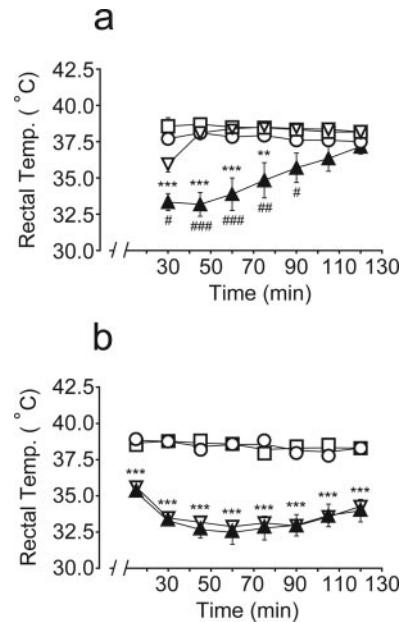 a
Rectal Temp. ( °C)
42.5
40.0
37.5
35.0
32.5
30.0
*** *** *** **
# ### ### ## #
30 50 70 90 110 130
Time (min)
b
Rectal Temp. ( °C)
42.5
40.0
37.5
35.0
32.5
30.0
*** *** *** *** *** *** *** ***
30 50 70 90 110 130
Time (min)